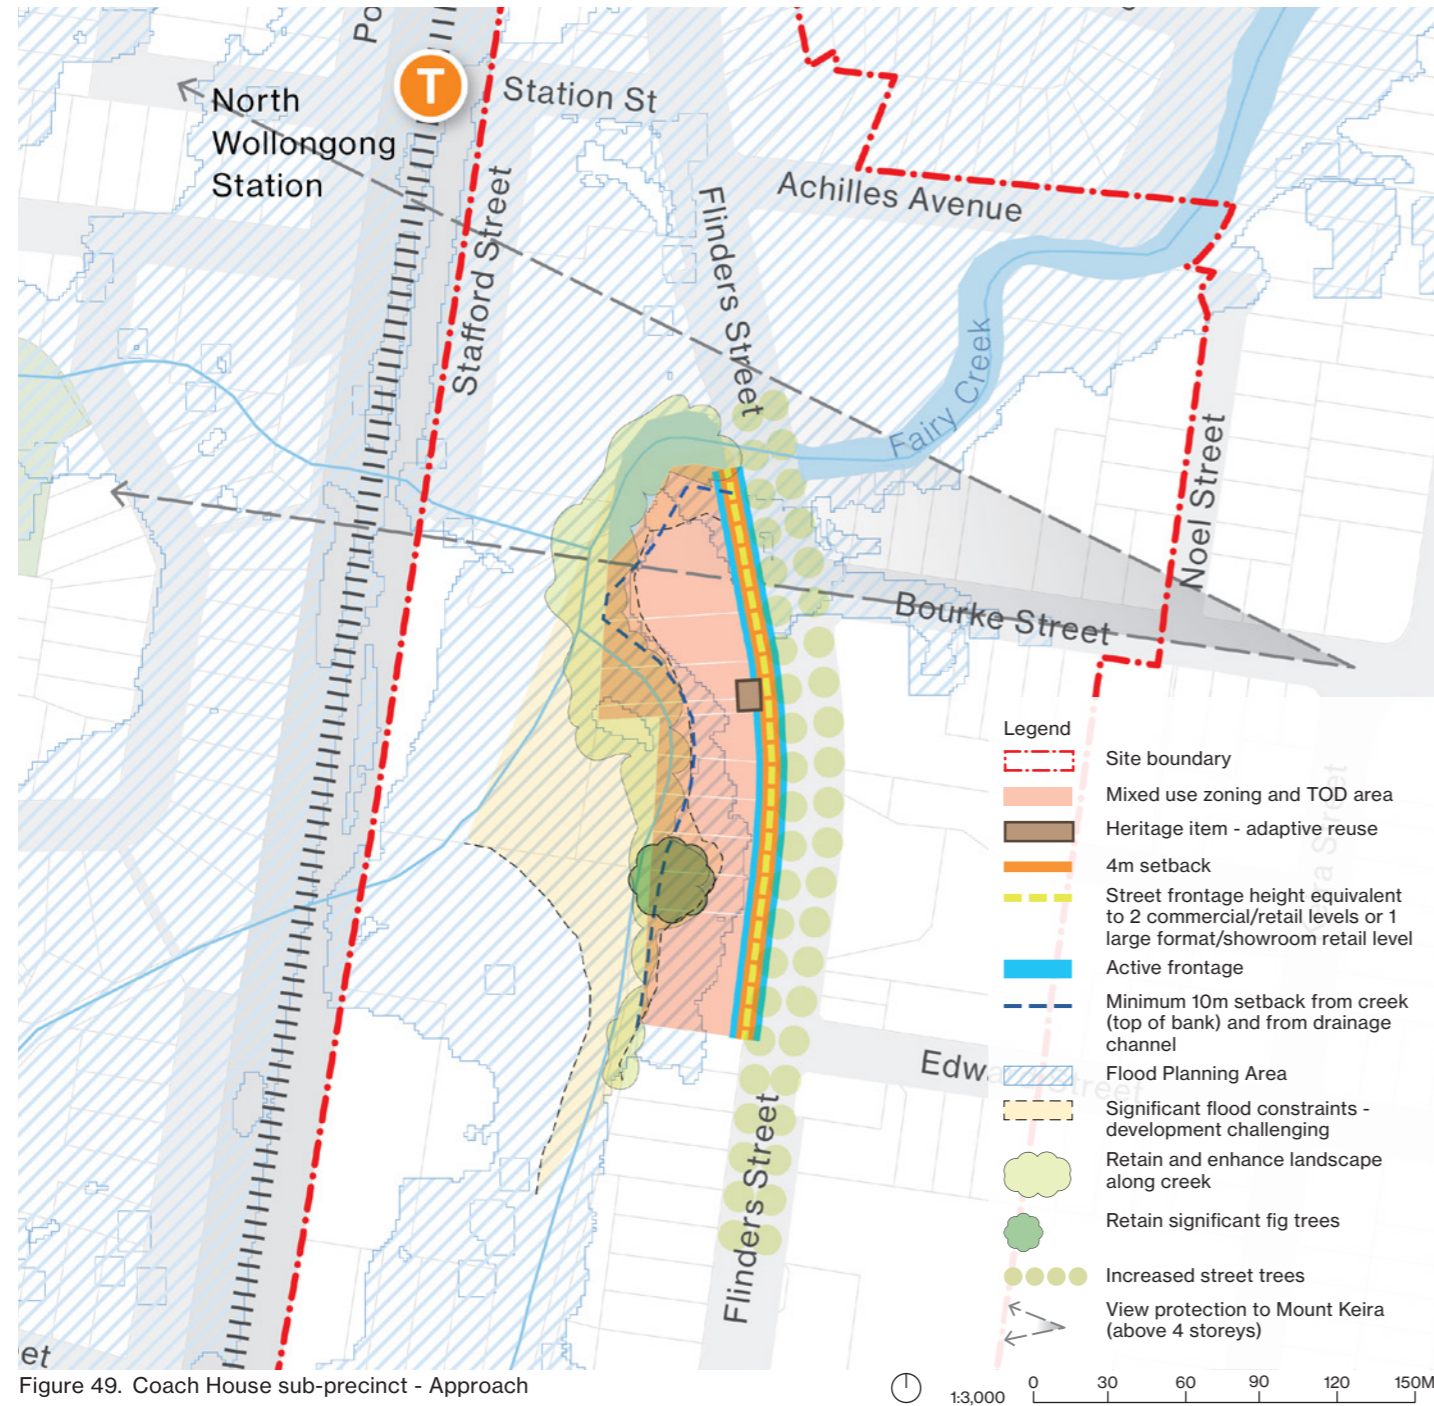 Po
T
North
Wollongong
Station
Station St
Stafford Street
Flinders Street
Achilles Avenue
Fairy Creek
Noel Street
Bourke Street
Flinders Street
et
Legend
Site boundary
Mixed use zoning and TOD area
Heritage item - adaptive reuse
4m setback
Street frontage height equivalent
to 2 commercial/retail levels or 1
large format/showroom retail level
Active frontage
Minimum 10m setback from creek
(top of bank) and from drainage
channel
Flood Planning Area
Significant flood constraints -
development challenging
Retain and enhance landscape
along creek
Retain significant fig trees
Increased street trees
View protection to Mount Keira
(above 4 storeys)
Figure 49. Coach House sub-precinct - Approach
1:3,000
0 30 60 90 120 150M